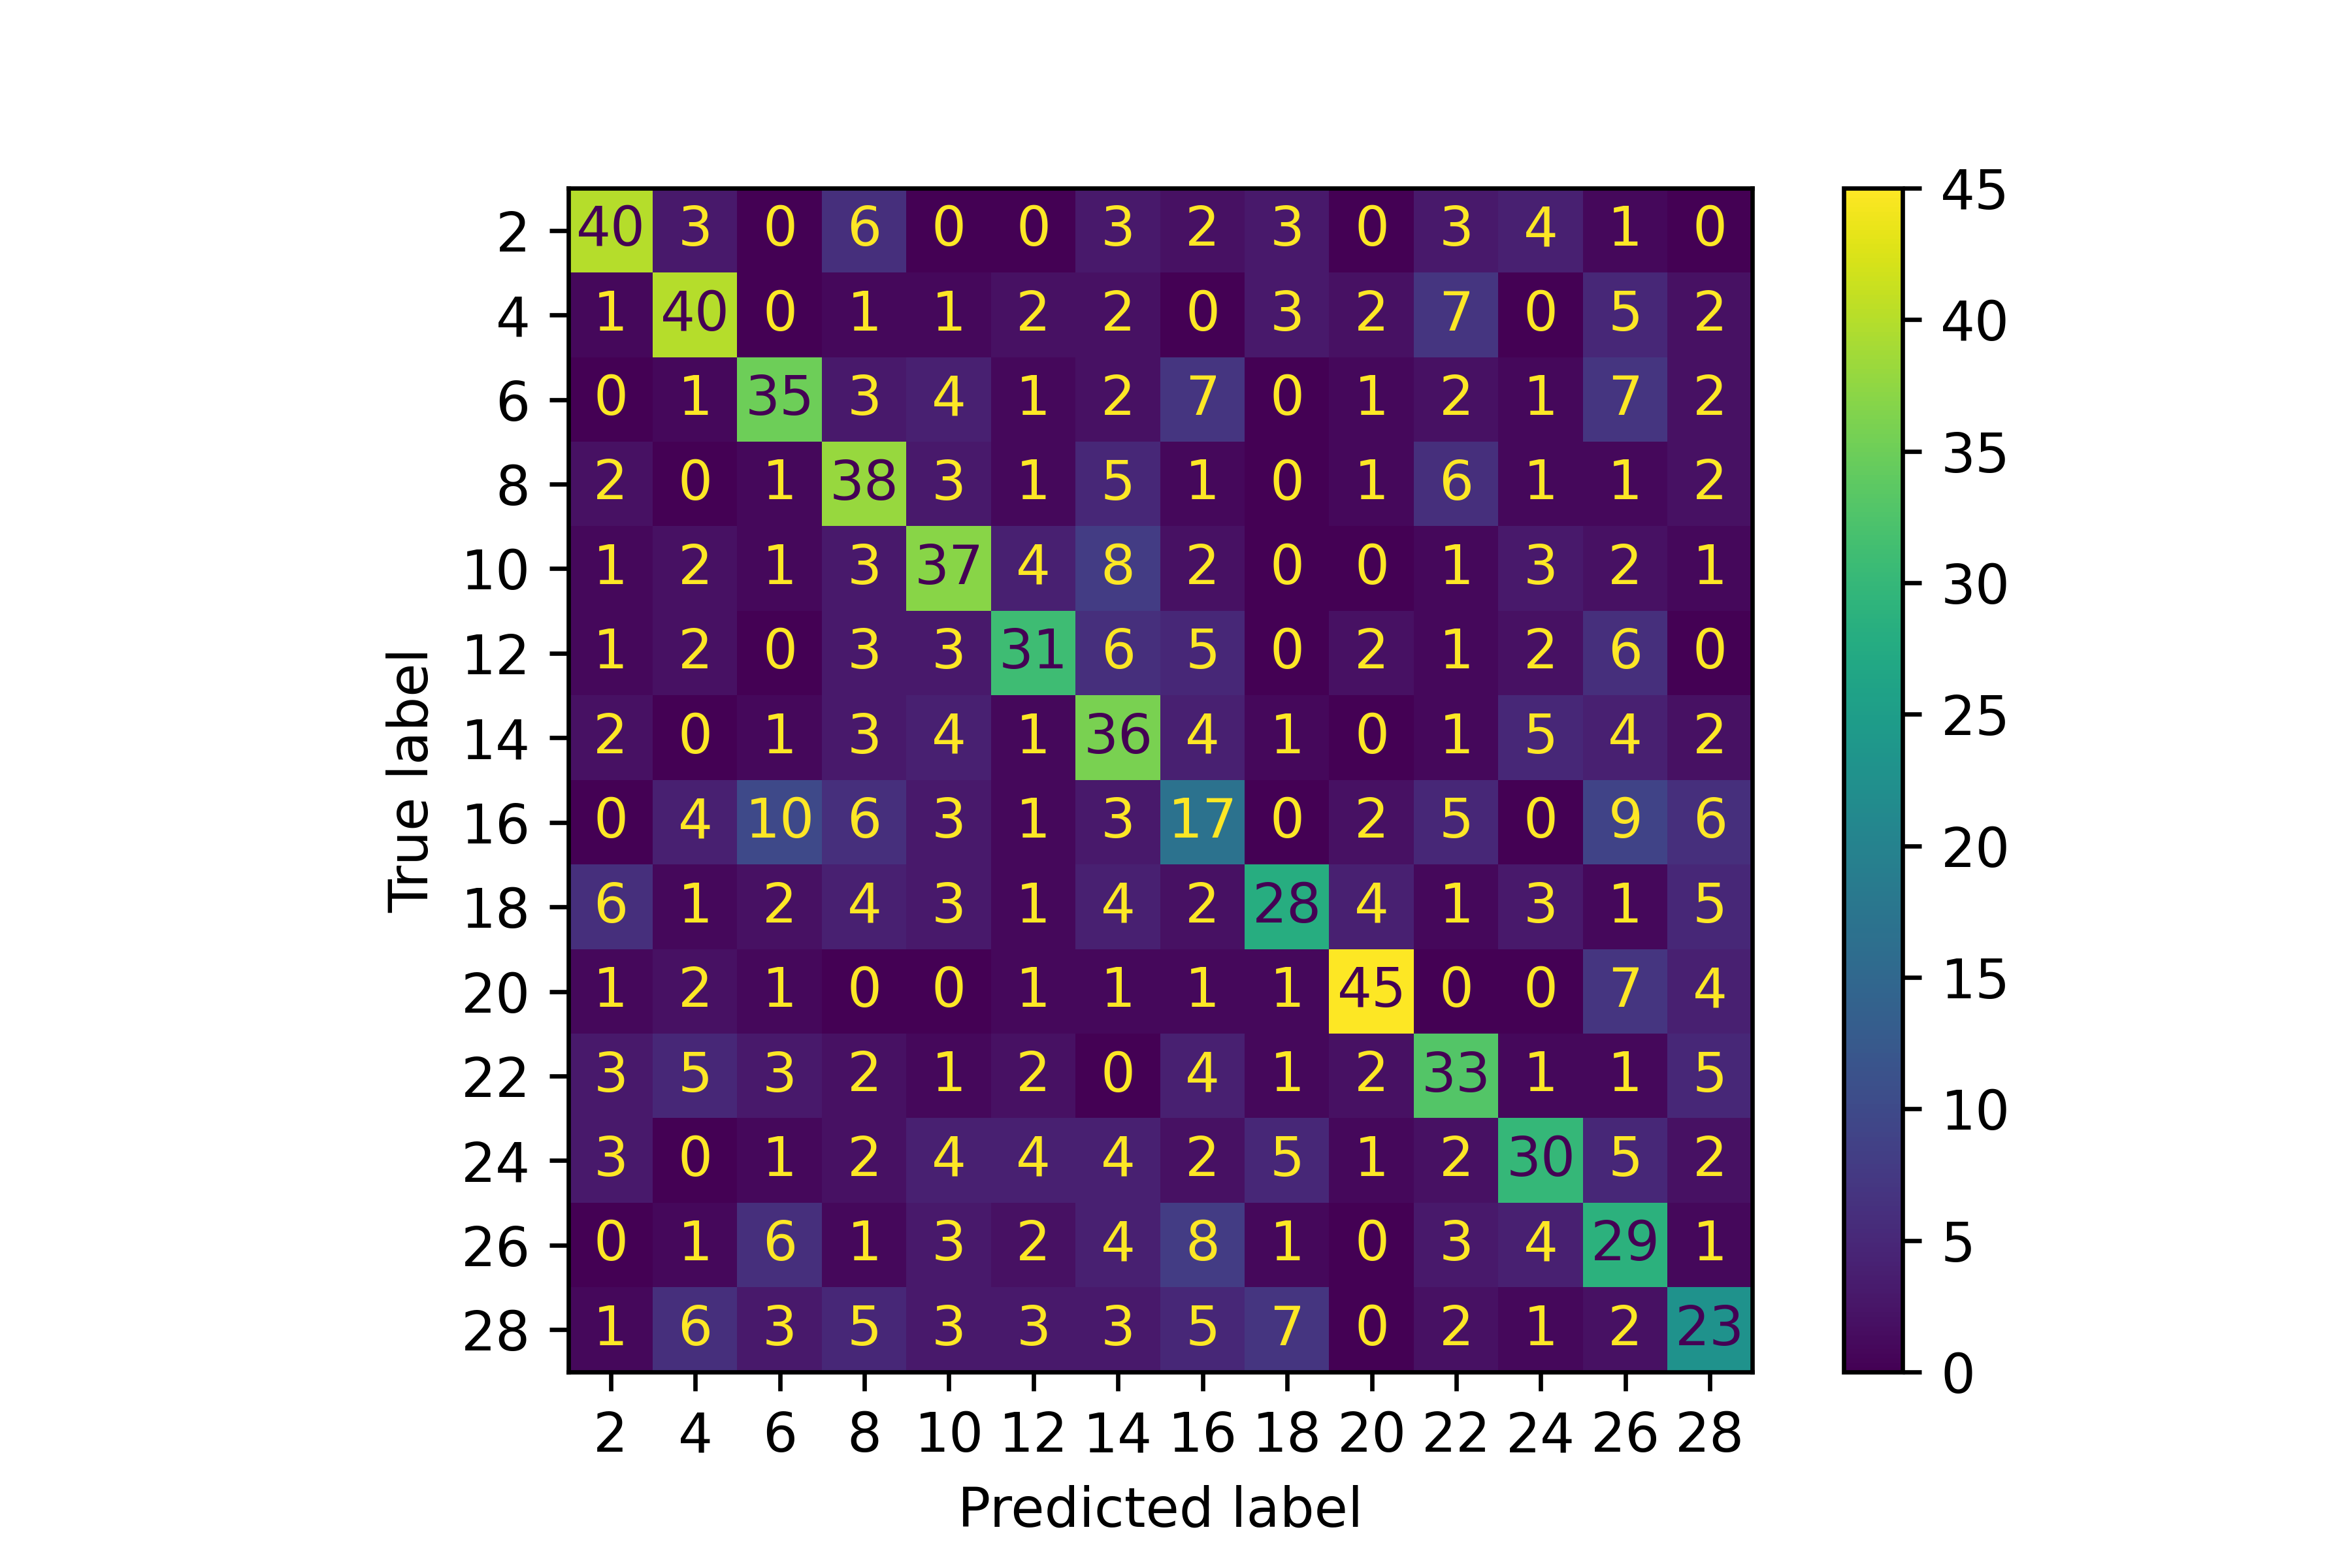 2 40 3 0 6 0 0 3 2 3 0 3 4 1 0
4 1 40 0 1 1 2 2 0 3 2 7 0 5 2
6 0 1 35 3 4 1 2 7 0 1 2 1 7 2
8 2 0 1 38 3 1 5 1 0 1 6 1 1 2
10 1 2 1 3 37 4 8 2 0 0 1 3 2 1
12 1 2 0 3 3 31 6 5 0 2 1 2 6 0
14 2 0 1 3 4 1 36 4 1 0 1 5 4 2
16 0 4 10 6 3 1 3 17 0 2 5 0 9 6
18 6 1 2 4 3 1 4 2 28 4 1 3 1 5
20 1 2 1 0 0 1 1 1 1 45 0 0 7 4
22 3 5 3 2 1 2 0 4 1 2 33 1 1 5
24 3 0 1 2 4 4 4 2 5 1 2 30 5 2
26 0 1 6 1 3 2 4 8 1 0 3 4 29 1
28 1 6 3 5 3 3 3 5 7 0 2 1 2 23
2 4 6 8 10 12 14 16 18 20 22 24 26 28
Predicted label
True label
45
40
35
30
25
20
15
10
5
0